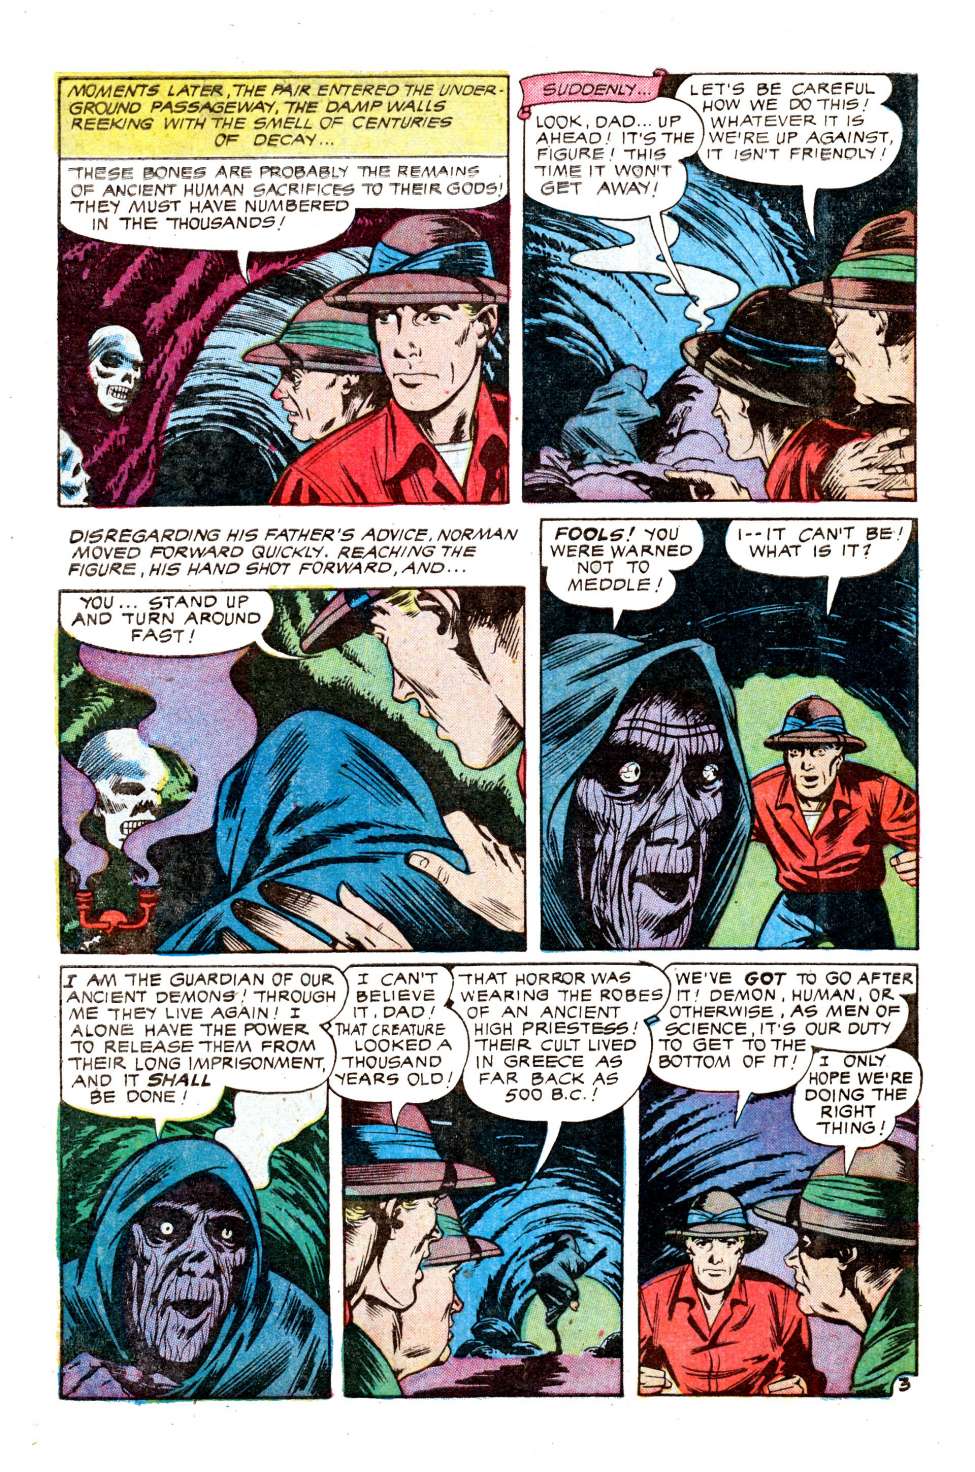 MOMENTS LATER, THE PAIR ENTERED THE UNDER-
GROUND PASSAGEWAY, THE DAMP WALLS
REEKING WITH THE SMELL OF CENTURIES
OF DECAY...
THESE BONES ARE PROBABLY THE REMAINS
OF ANCIENT HUMAN SACRIFICES TO THEIR GODS!
THEY MUST HAVE NUMBERED
IN THE THOUSANDS!
SUDDENLY...
LOOK, DAD... UP
AHEAD! IT'S THE
FIGURE! THIS
TIME IT WON'T
GET AWAY!
LET'S BE CAREFUL
HOW WE DO THIS!
WHATEVER IT IS
WE'RE UP AGAINST,
IT ISN'T FRIENDLY!
DISREGARDING HIS FATHER'S ADVICE, NORMAN
MOVED FORWARD QUICKLY. REACHING THE
FIGURE, HIS HAND SHOT FORWARD, AND...
YOU... STAND UP
AND TURN AROUND
FAST!
FOOLS! YOU
WERE WARNED
NOT TO
MEDDLE!
I--IT CAN'T BE!
WHAT IS IT?
I AM THE GUARDIAN OF OUR
ANCIENT DEMONS! THROUGH
ME THEY LIVE AGAIN! I
ALONE HAVE THE POWER
TO RELEASE THEM FROM
THEIR LONG IMPRISONMENT,
AND IT SHALL
BE DONE!
I CAN'T
BELIEVE
IT, DAD!
THAT CREATURE
LOOKED A
THOUSAND
YEARS OLD!
THAT HORROR WAS
WEARING THE ROBES
OF AN ANCIENT
HIGH PRIESTESS!
THEIR CULT LIVED
IN GREECE AS
FAR BACK AS
500 B.C.!
WE'VE GOT TO GO AFTER
IT! DEMON, HUMAN, OR
OTHERWISE, AS MEN OF
SCIENCE, IT'S OUR DUTY
TO GET TO THE
BOTTOM OF IT!
I ONLY
HOPE WE'RE
DOING THE
RIGHT
THING!
3